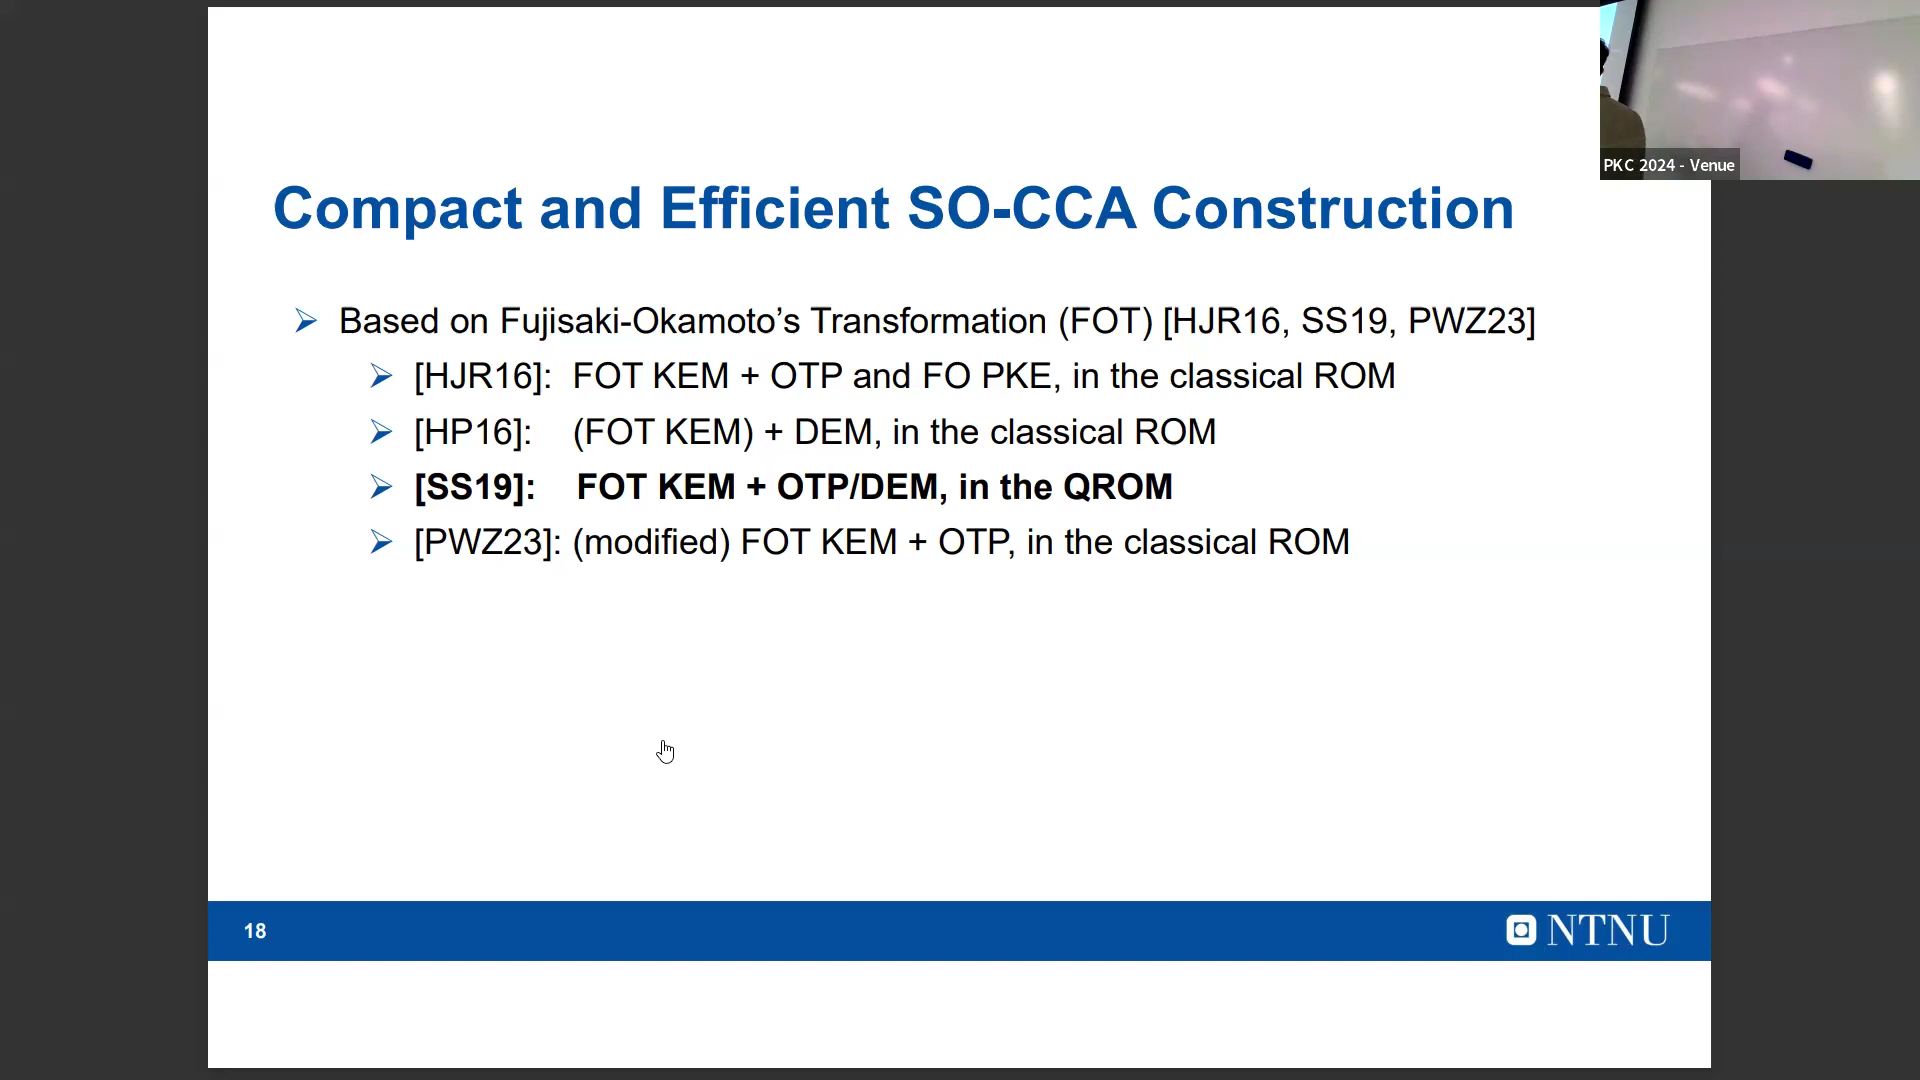 PKC 2024 - Venue
Compact and Efficient SO-CCA Construction
Based on Fujisaki-Okamoto’s Transformation (FOT) [HJR16, SS19, PWZ23]
[HJR16]: FOT KEM + OTP and FO PKE, in the classical ROM
[HP16]: (FOT KEM) + DEM, in the classical ROM
[SS19]: FOT KEM + OTP/DEM, in the QROM
[PWZ23]: (modified) FOT KEM + OTP, in the classical ROM
18
NTNU